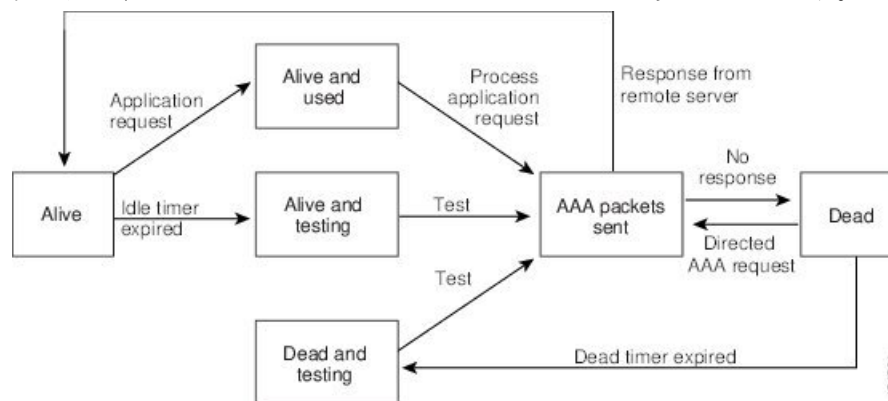 Alive and
used
Process
application
request
Response from
remote server
Application
request
No
response
Alive
Idle timer
expired
Alive and
testing
Test
AAA packets
sent
Dead
Directed
AAA request
Test
Dead and
testing
Dead timer expired